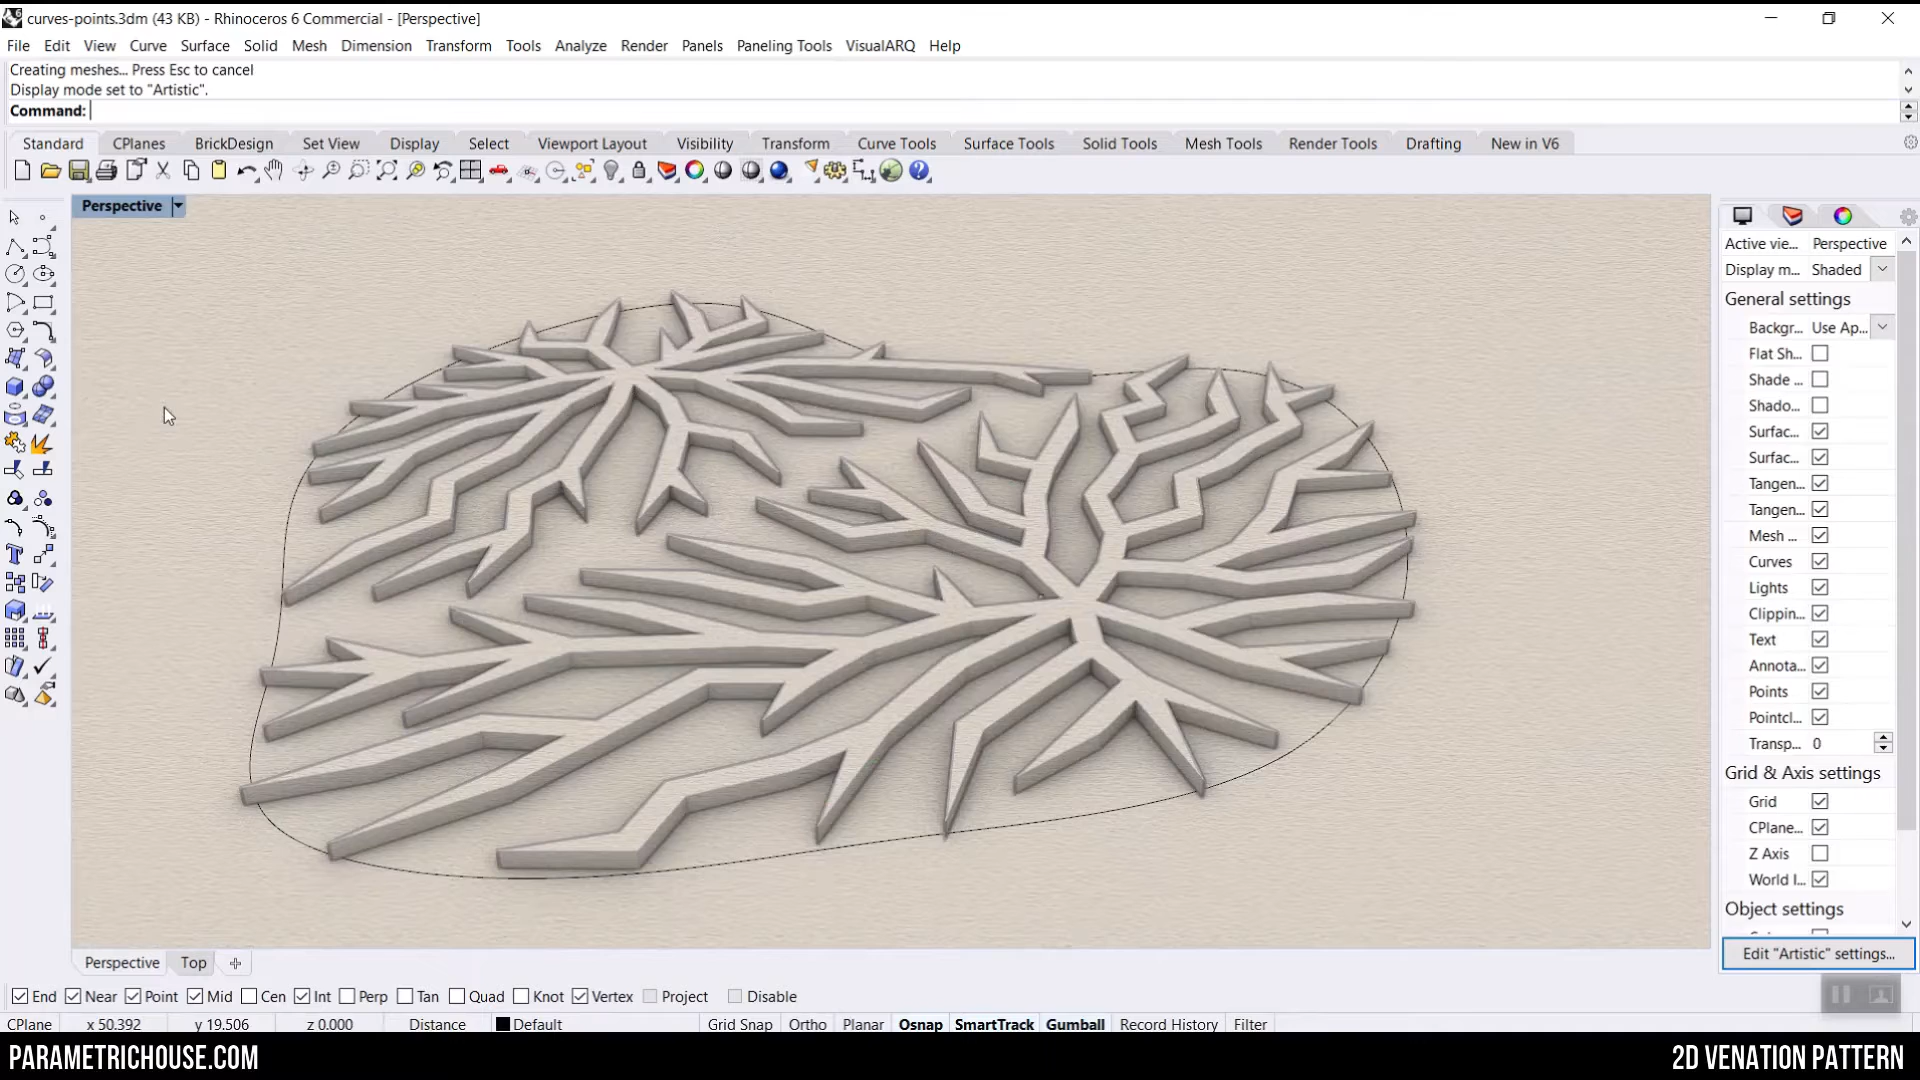 curves-points.3dm (43 KB) - Rhinoceros 6 Commercial - [Perspective]
File Edit View Curve Surface Solid Mesh Dimension Transform Tools Analyze Render Panels Paneling Tools VisualARQ Help
Creating meshes... Press Esc to cancel
Display mode set to "Artistic".
Command:
Standard CPlanes BrickDesign Set View Display Select Viewport Layout Visibility Transform Curve Tools Surface Tools Solid Tools Mesh Tools Render Tools Drafting New in V6
Perspective
Active vie... Perspective
Display m... Shaded
General settings
Backgr... Use Ap...
Flat Sh...
Shade ...
Shado...
Surfac...
Surfac...
Tangen...
Tangen...
Mesh ...
Curves
Lights
Clippin...
Text
Annota...
Points
Pointcl...
Transp... 0
Grid & Axis settings
Grid
CPlane...
Z Axis
World I...
Object settings
Edit "Artistic" settings...
Perspective Top
End Near Point Mid Cen Int Perp Tan Quad Knot Vertex Project Disable
CPlane x 50.392 y 19.506 z 0.000 Distance Default Grid Snap Ortho Planar Osnap SmartTrack Gumball Record History Filter
PARAMETRICHOUSE.COM
2D VENATION PATTERN